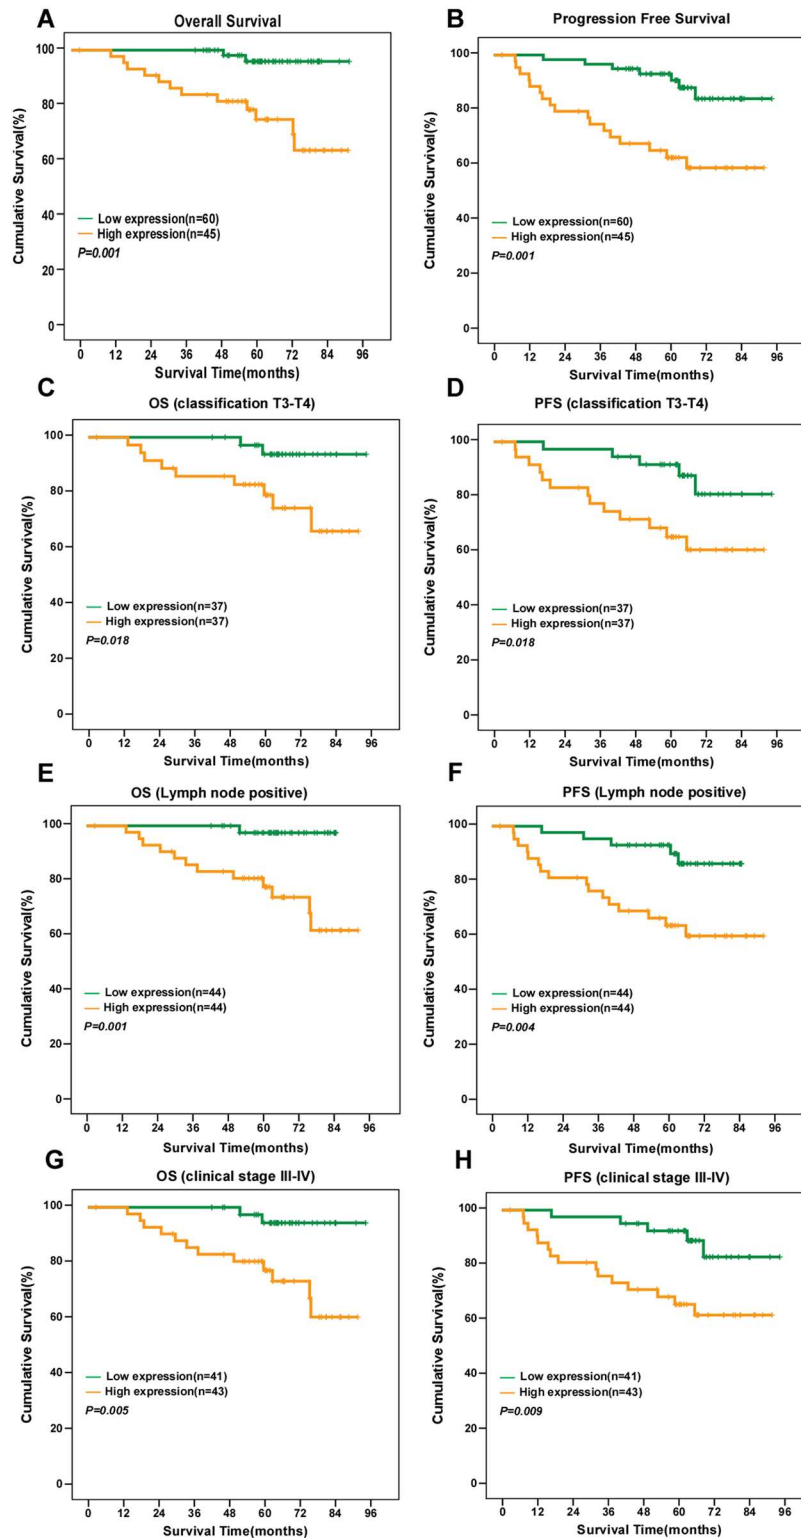 A
Overall Survival
Cumulative Survival(%)
100
80
60
40
20
0
Low expression(n=60)
High expression(n=45)
P=0.001
0 12 24 36 48 60 72 84 96
Survival Time(months)
B
Progression Free Survival
Cumulative Survival(%)
100
80
60
40
20
0
Low expression(n=60)
High expression(n=45)
P=0.001
0 12 24 36 48 60 72 84 96
Survival Time(months)
C
OS (classification T3-T4)
Cumulative Survival(%)
100
80
60
40
20
0
Low expression(n=37)
High expression(n=37)
P=0.018
0 12 24 36 48 60 72 84 96
Survival Time(months)
D
PFS (classification T3-T4)
Cumulative Survival(%)
100
80
60
40
20
0
Low expression(n=37)
High expression(n=37)
P=0.018
0 12 24 36 48 60 72 84 96
Survival Time(months)
E
OS (Lymph node positive)
Cumulative Survival(%)
100
80
60
40
20
0
Low expression(n=44)
High expression(n=44)
P=0.001
0 12 24 36 48 60 72 84 96
Survival Time(months)
F
PFS (Lymph node positive)
Cumulative Survival(%)
100
80
60
40
20
0
Low expression(n=44)
High expression(n=44)
P=0.004
0 12 24 36 48 60 72 84 96
Survival Time(months)
G
OS (clinical stage III-IV)
Cumulative Survival(%)
100
80
60
40
20
0
Low expression(n=41)
High expression(n=43)
P=0.005
0 12 24 36 48 60 72 84 96
Survival Time(months)
H
PFS (clinical stage III-IV)
Cumulative Survival(%)
100
80
60
40
20
0
Low expression(n=41)
High expression(n=43)
P=0.009
0 12 24 36 48 60 72 84 96
Survival Time(months)